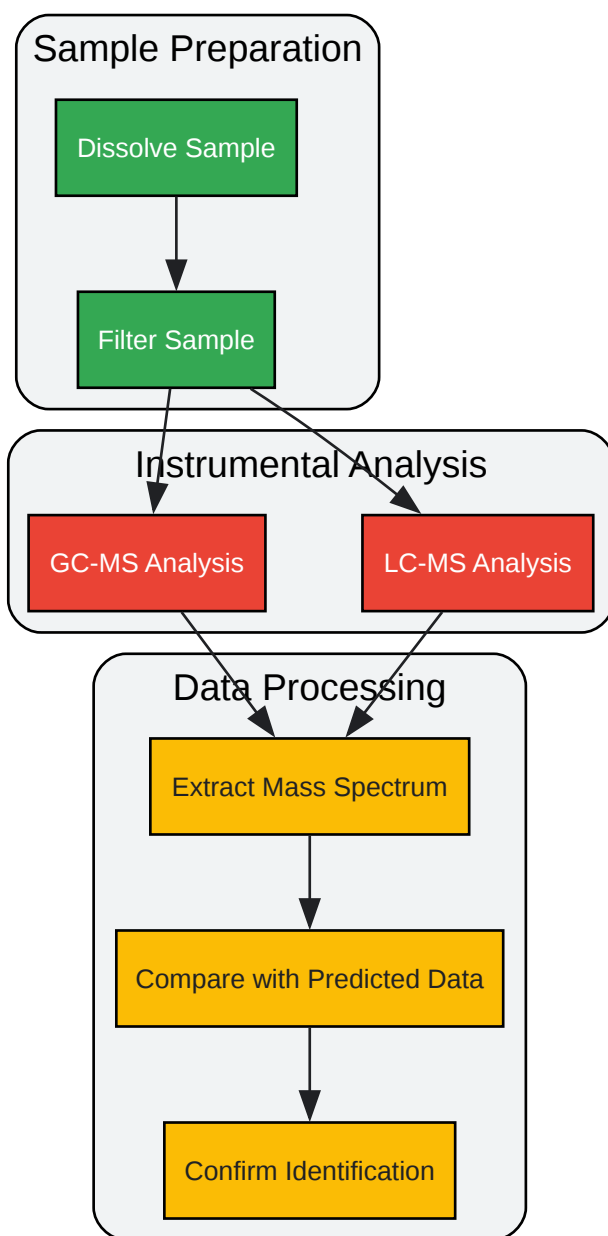 Sample Preparation
Dissolve Sample
Filter Sample
Instrumental Analysis
GC-MS Analysis
LC-MS Analysis
Data Processing
Extract Mass Spectrum
Compare with Predicted Data
Confirm Identification